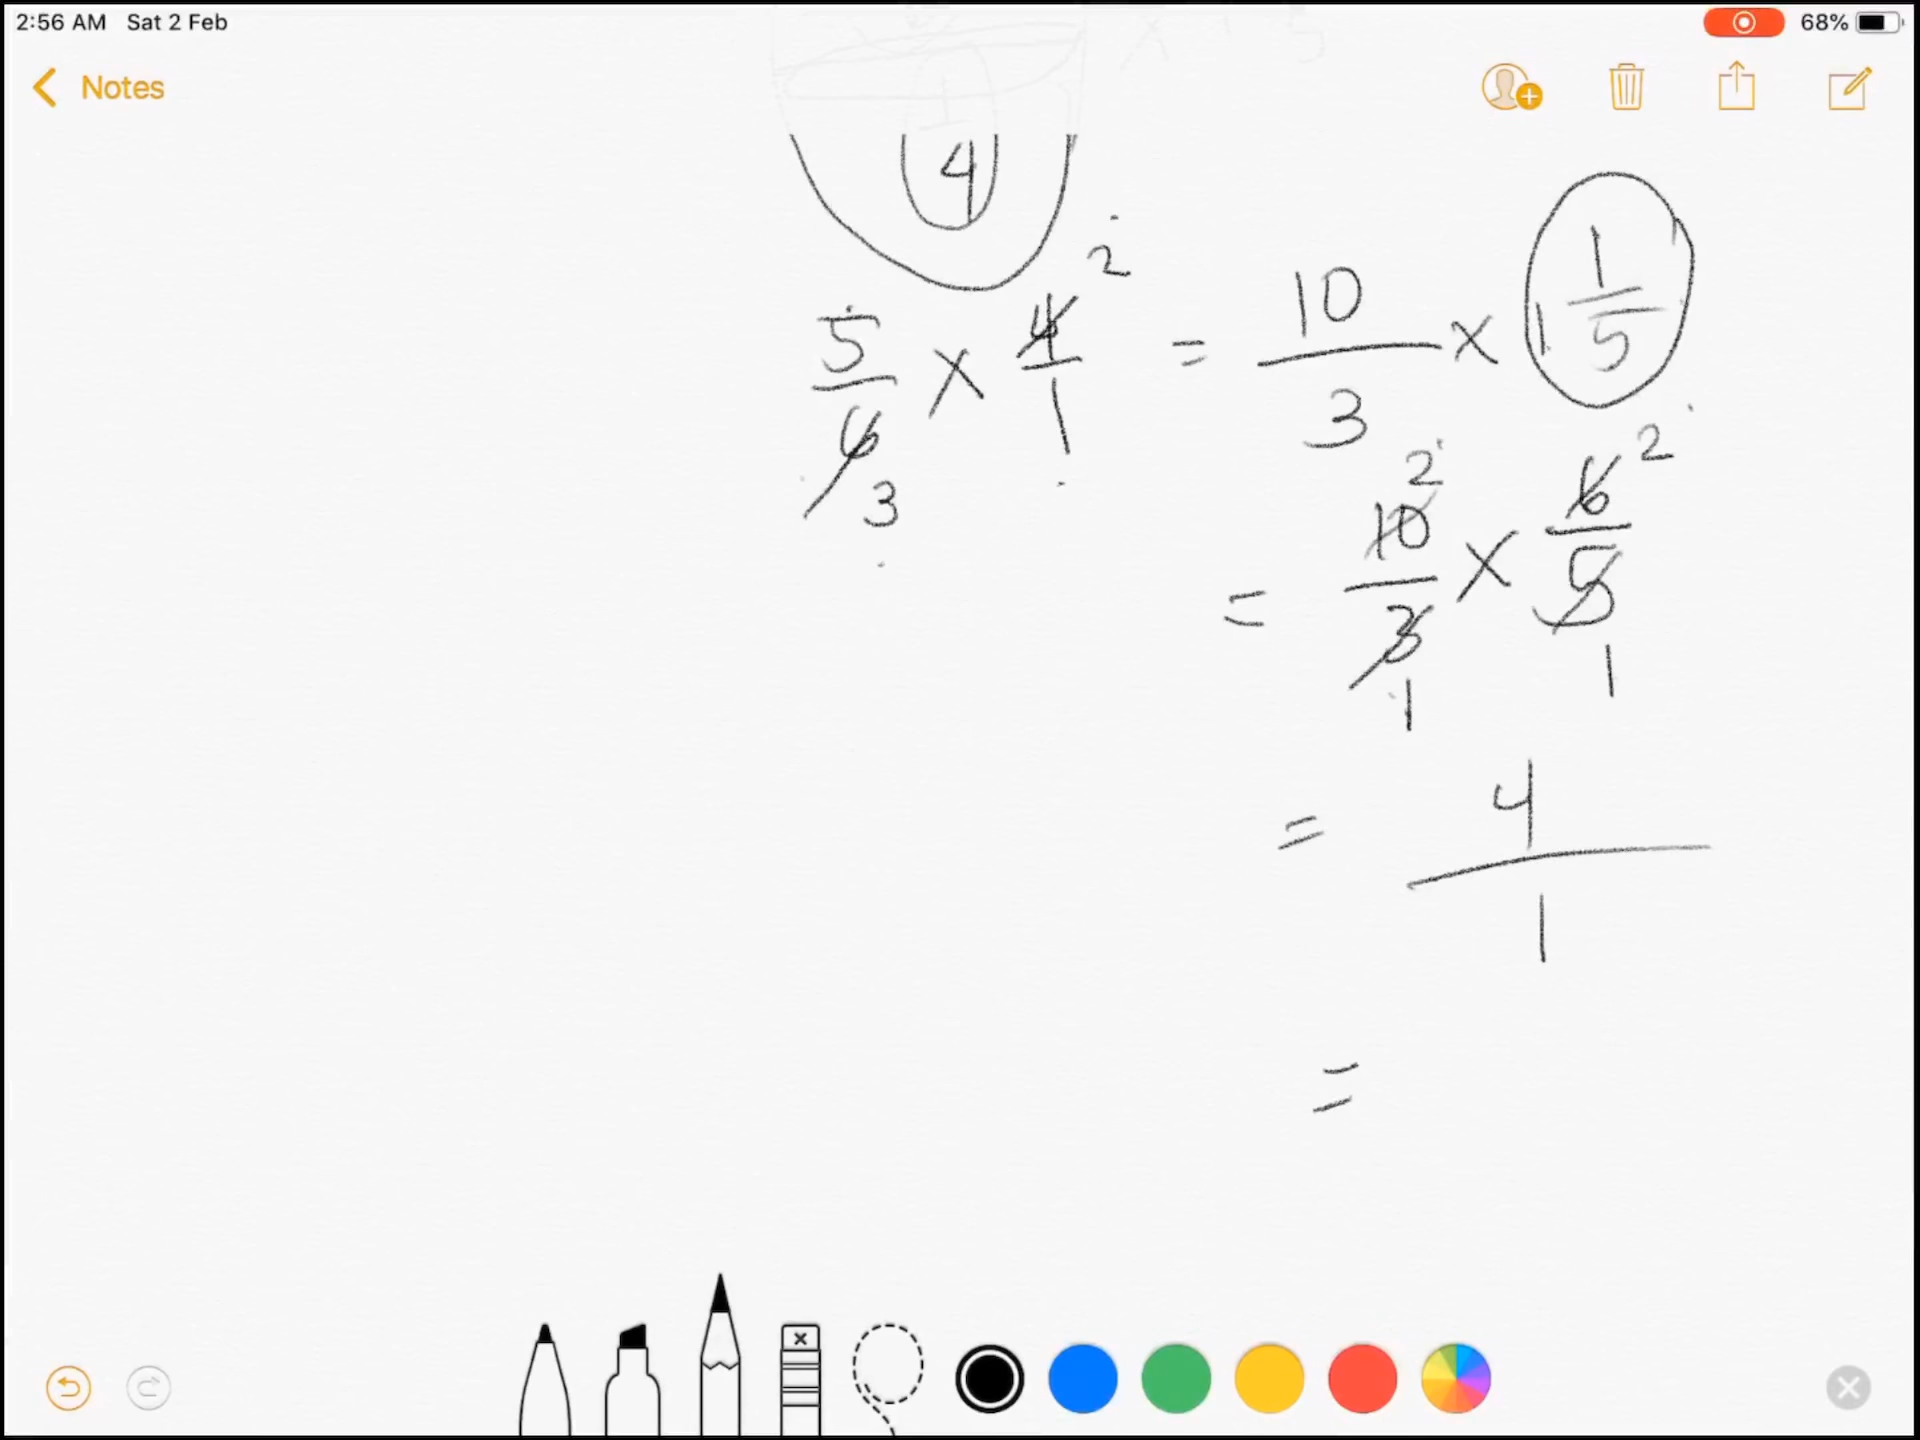 2:56 AM Sat 2 Feb 68%
Notes
4
5/6 × 4/1 = 10/3 × 1 1/5
2
3
= 10/3 × 6/5
2 2
1 1
= 4/1
=